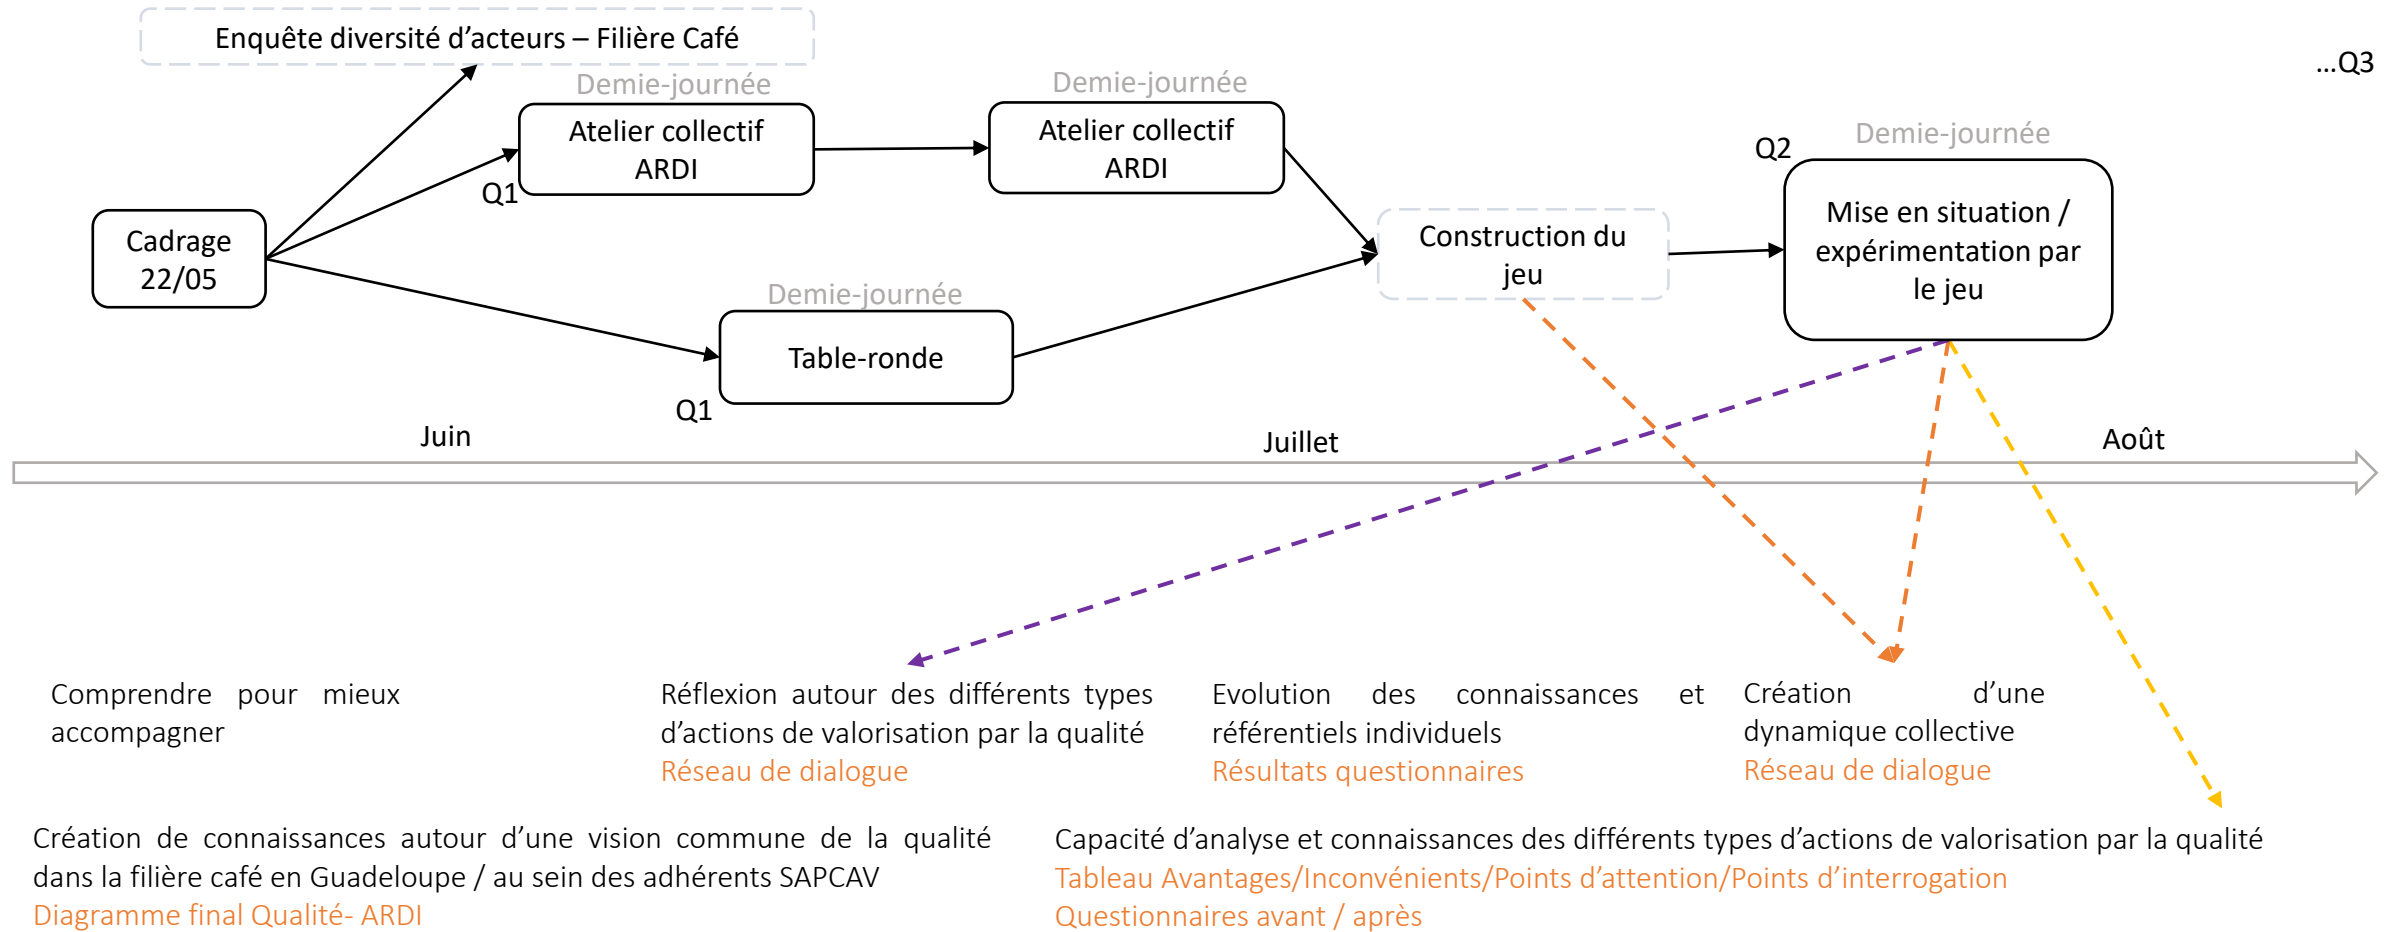 Enquête diversité d'acteurs – Filière Café
...Q3
Demie-journée
Atelier collectif
ARDI
Q1
Demie-journée
Atelier collectif
ARDI
Demie-journée
Q2
Mise en situation /
expérimentation par
le jeu
Cadrage
22/05
Construction du
jeu
Demie-journée
Table-ronde
Q1
Juin
Juillet
Août
Comprendre pour mieux
accompagner
Réflexion autour des différents types
d'actions de valorisation par la qualité
Réseau de dialogue
Evolution des connaissances et
référentiels individuels
Résultats questionnaires
Création d'une
dynamique collective
Réseau de dialogue
Création de connaissances autour d'une vision commune de la qualité
dans la filière café en Guadeloupe / au sein des adhérents SAPCAV
Diagramme final Qualité- ARDI
Capacité d'analyse et connaissances des différents types d'actions de valorisation par la qualité
Tableau Avantages/Inconvénients/Points d'attention/Points d'interrogation
Questionnaires avant / après